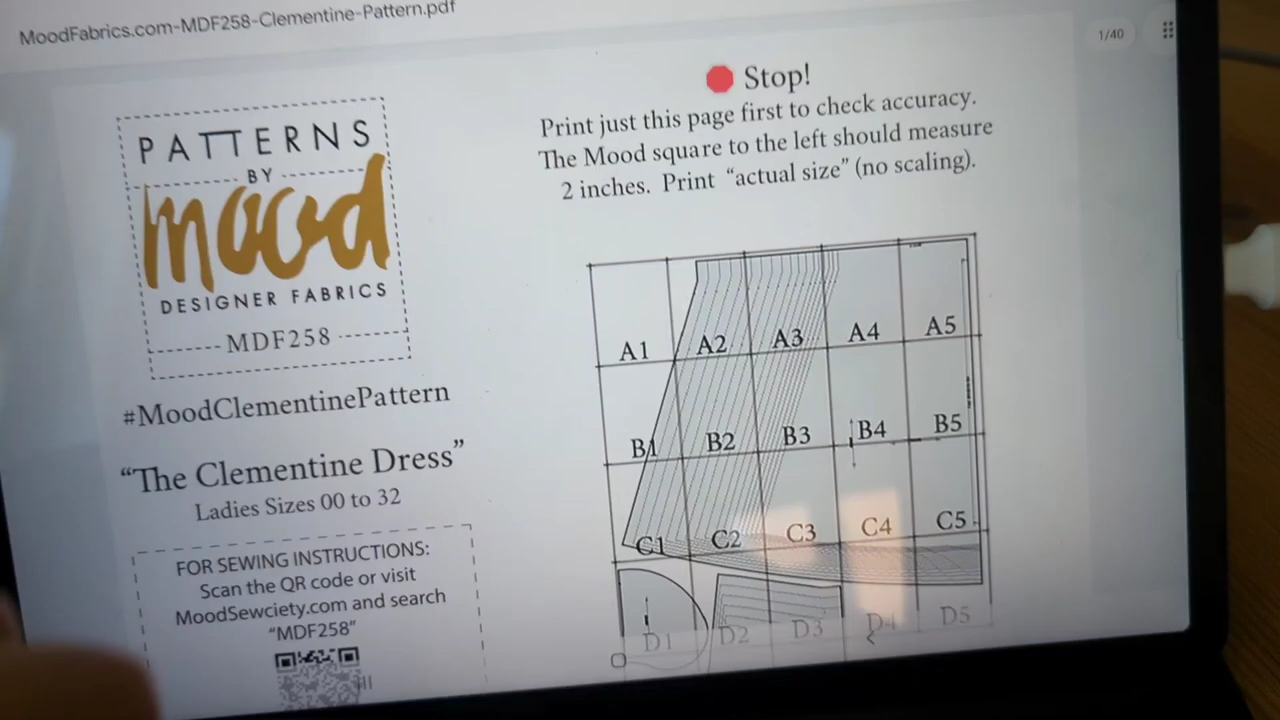 MoodFabrics.com-MDF258-Clementine-Pattern.pdf
1/40
PATTERNS
BY
mood
DESIGNER FABRICS
MDF258
#MoodClementinePattern
“The Clementine Dress”
Ladies Sizes 00 to 32
FOR SEWING INSTRUCTIONS:
Scan the QR code or visit
MoodSewciety.com and search
“MDF258”
Stop!
Print just this page first to check accuracy.
The Mood square to the left should measure
2 inches. Print “actual size” (no scaling).
A1 A2 A3 A4 A5
B1 B2 B3 B4 B5
C1 C2 C3 C4 C5
D1 D2 D3 D4 D5